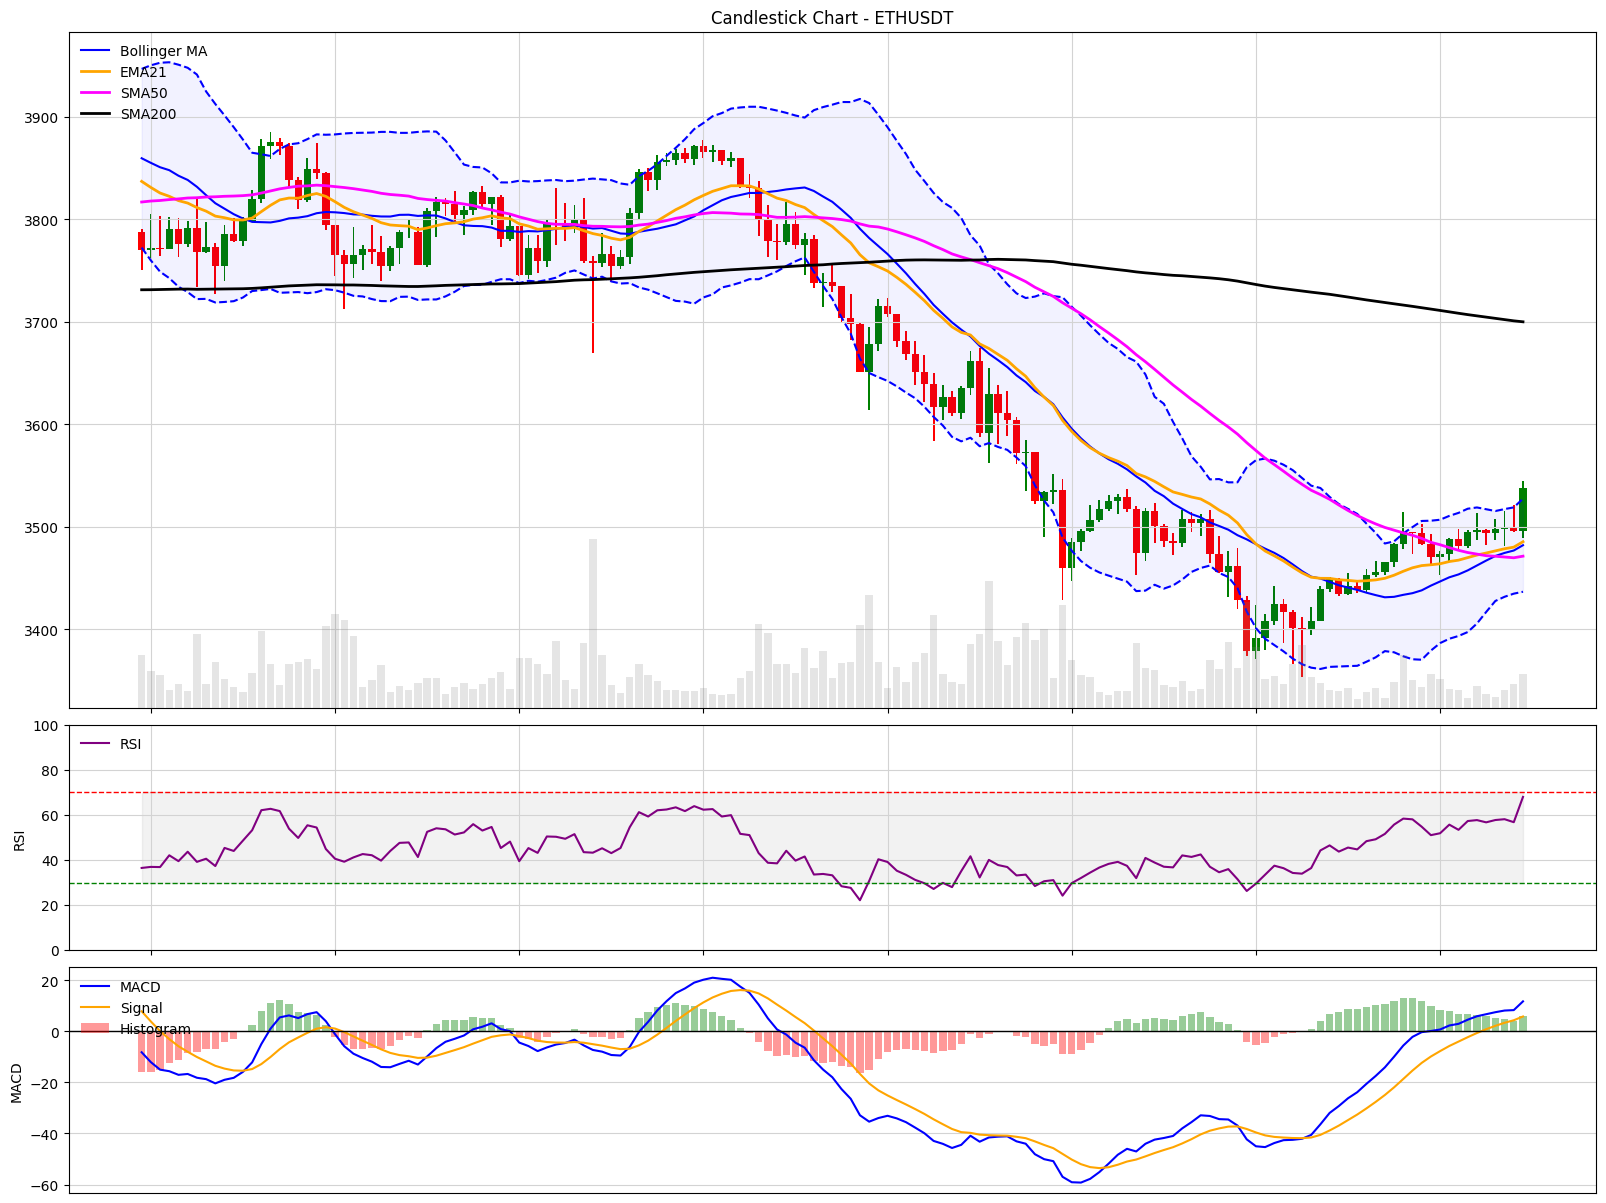 Candlestick Chart - ETHUSDT
Bollinger MA
EMA21
SMA50
SMA200
3900
3800
3700
3600
3500
3400
100
80
60
40
20
0
RSI
RSI
20
0
−20
−40
−60
MACD
MACD
Signal
Histogram